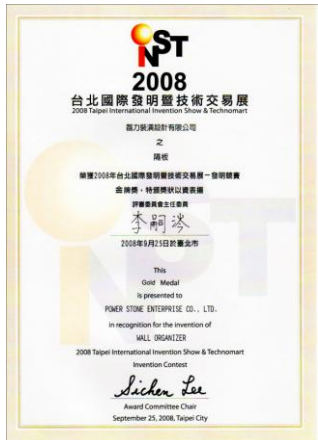 INST
2008
台北國際發明暨技術交易展
2008 Taipei International Invention Show & Technomart
磊力裝潢設計有限公司
之
隔板
榮獲2008年台北國際發明暨技術交易展－發明競賽
金牌獎，特頒獎狀以資表揚
評審委員會主任委員
李嗣涔
2008年9月25日於臺北市
This
Gold Medal
is presented to
POWER STONE ENTERPRISE CO., LTD.
in recognition for the invention of
WALL ORGANIZER
2008 Taipei International Invention Show & Technomart
Invention Contest
Sichen Lee
Award Committee Chair
September 25, 2008, Taipei City